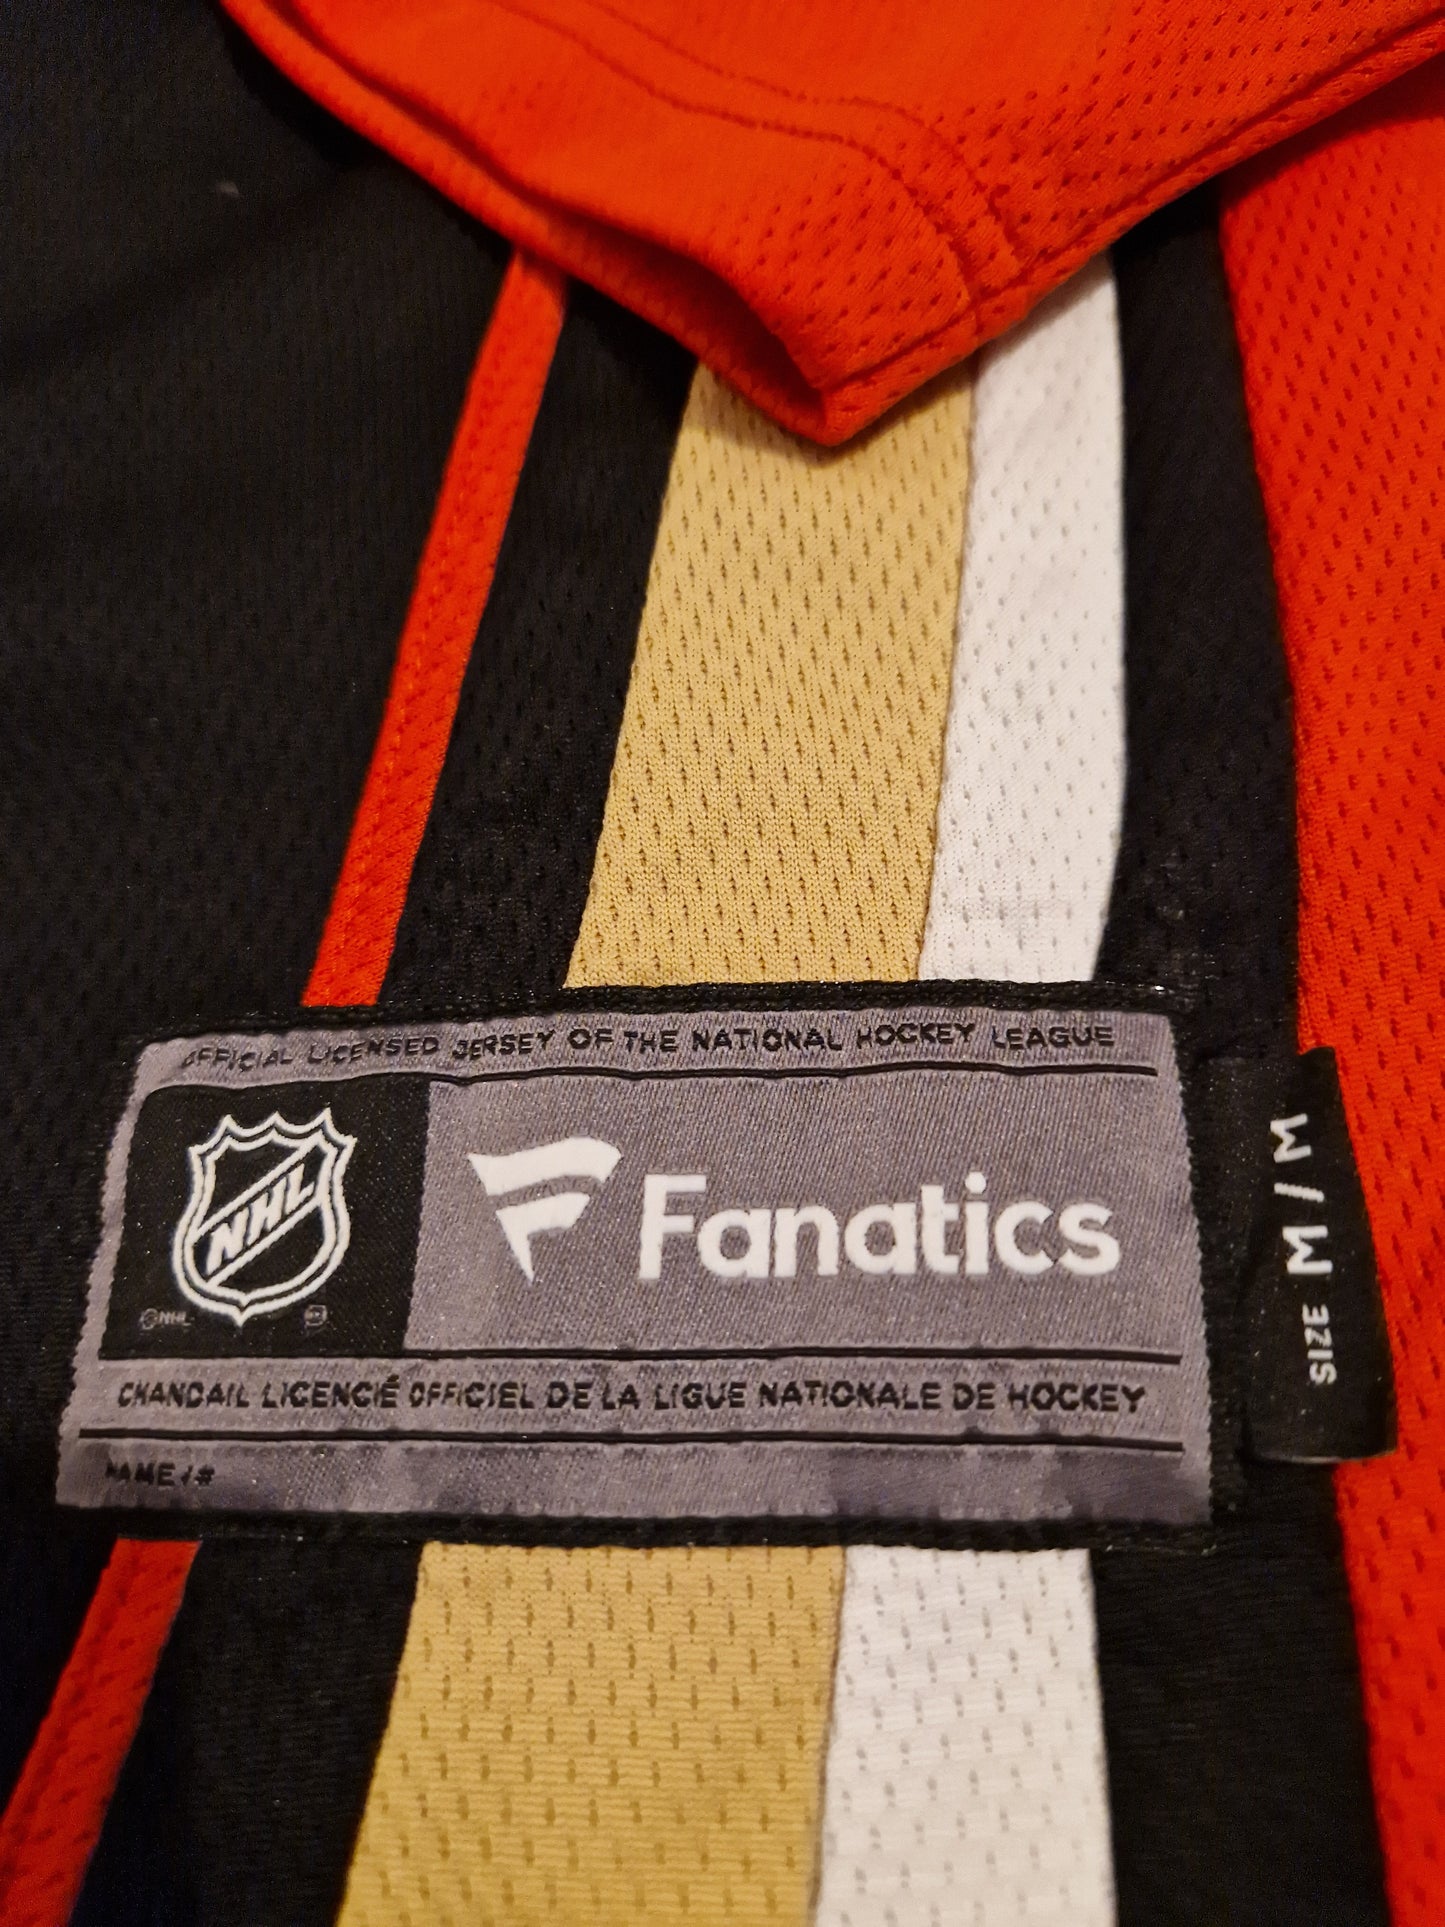 OFFICIAL LICENSED JERSEY OF THE NATIONAL HOCKEY LEAGUE
NHL
Fanatics
©NHL
CHANDAIL LICENCIÉ OFFICIEL DE LA LIGUE NATIONALE DE HOCKEY
NAME / #
SIZE M / M